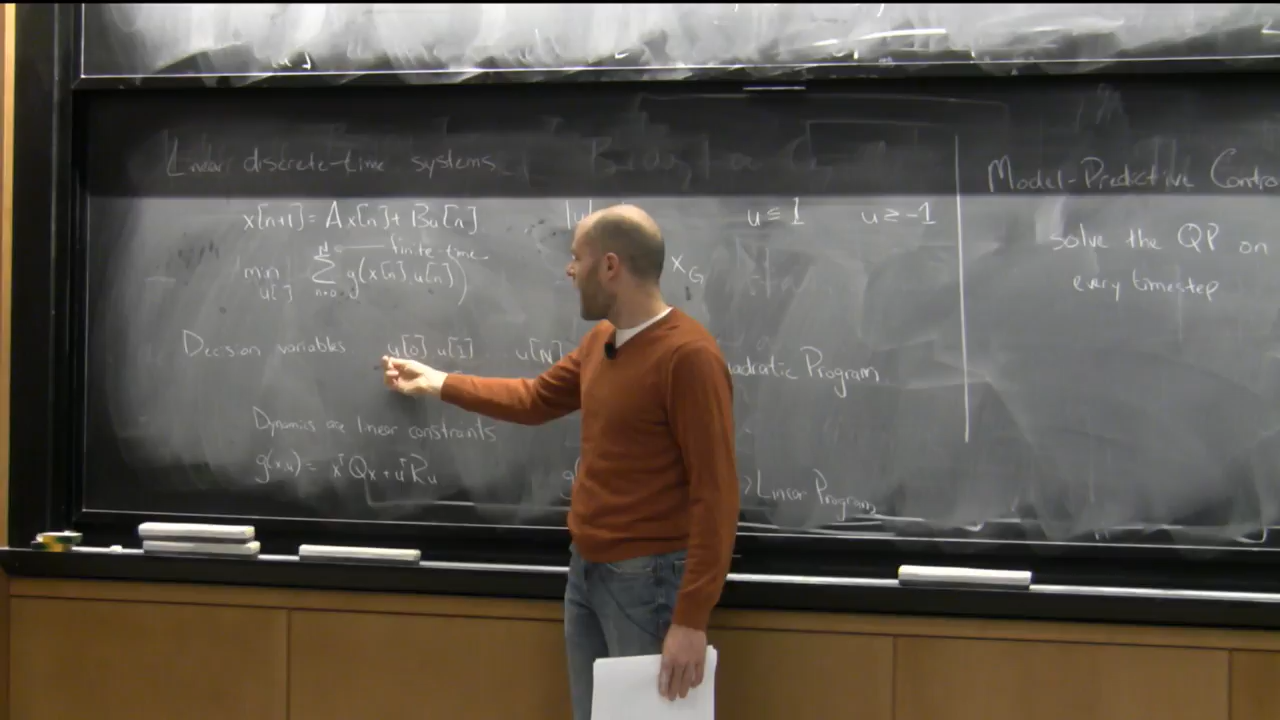 Linear discrete-time systems
x[n+1] = Ax[n] + Bu[n] |u| u ≤ 1 u ≥ -1
N ← finite-time
min Σ g(x[n], u[n]) x_G
u[ ] n=0
Decision variables u[0] u[1] u[N] uadratic Program
Dynamics are linear constraints
g(x,u) = xᵀQx + uᵀRu g( > Linear Program
Model-Predictive Contro
solve the QP on
every timestep